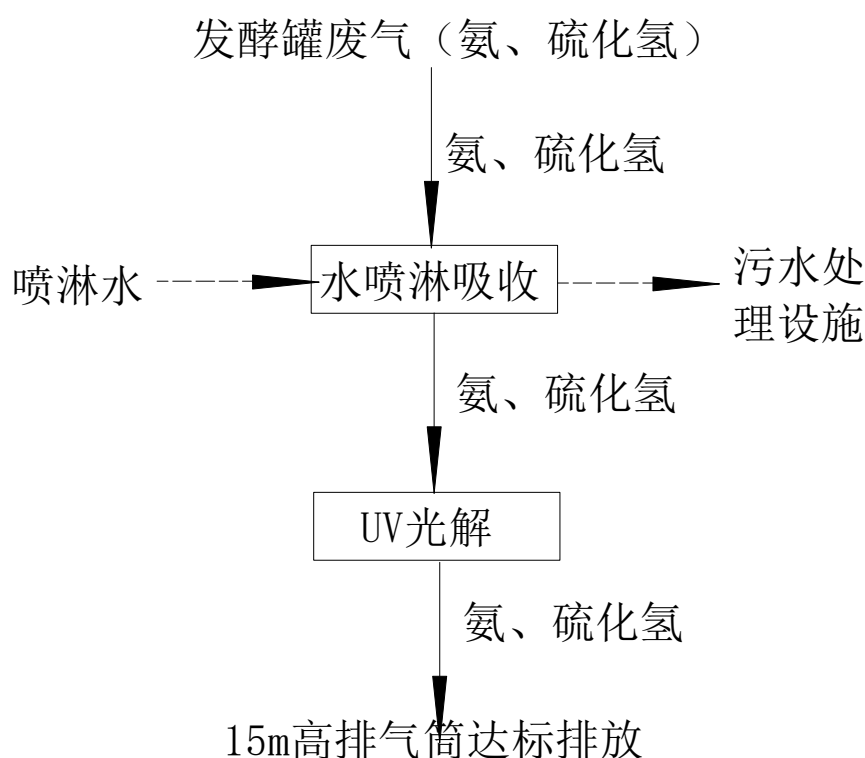 发酵罐废气（氨、硫化氢）
氨、硫化氢
喷淋水
水喷淋吸收
污水处
理设施
氨、硫化氢
UV光解
氨、硫化氢
15m高排气筒达标排放